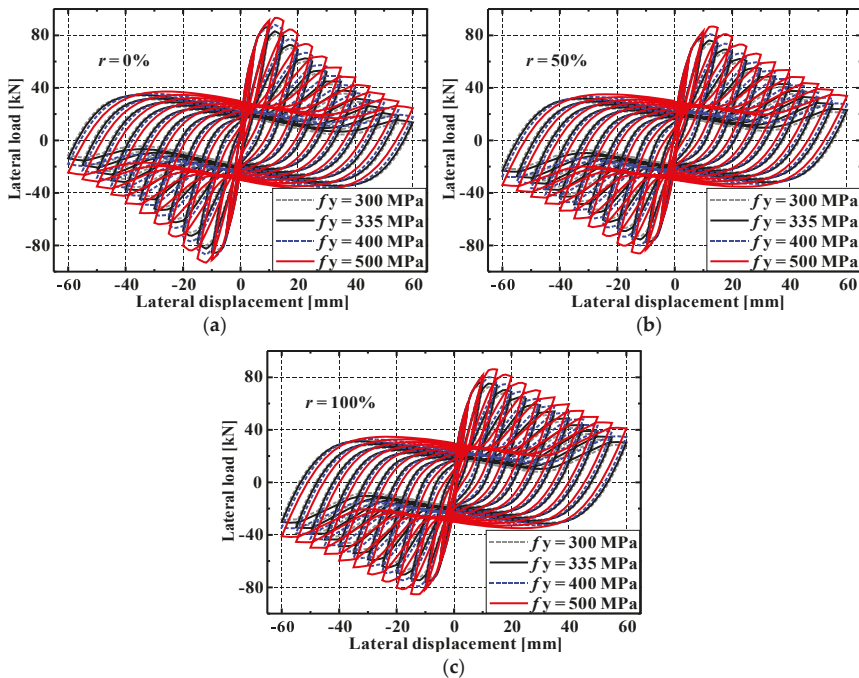 80
40
0
-40
-80
Lateral load [kN]
r = 0%
fy = 300 MPa
fy = 335 MPa
fy = 400 MPa
fy = 500 MPa
-60 -40 -20 0 20 40 60
Lateral displacement [mm]
(a)
80
40
0
-40
-80
Lateral load [kN]
r = 50%
fy = 300 MPa
fy = 335 MPa
fy = 400 MPa
fy = 500 MPa
-60 -40 -20 0 20 40 60
Lateral displacement [mm]
(b)
80
40
0
-40
-80
Lateral load [kN]
r = 100%
fy = 300 MPa
fy = 335 MPa
fy = 400 MPa
fy = 500 MPa
-60 -40 -20 0 20 40 60
Lateral displacement [mm]
(c)